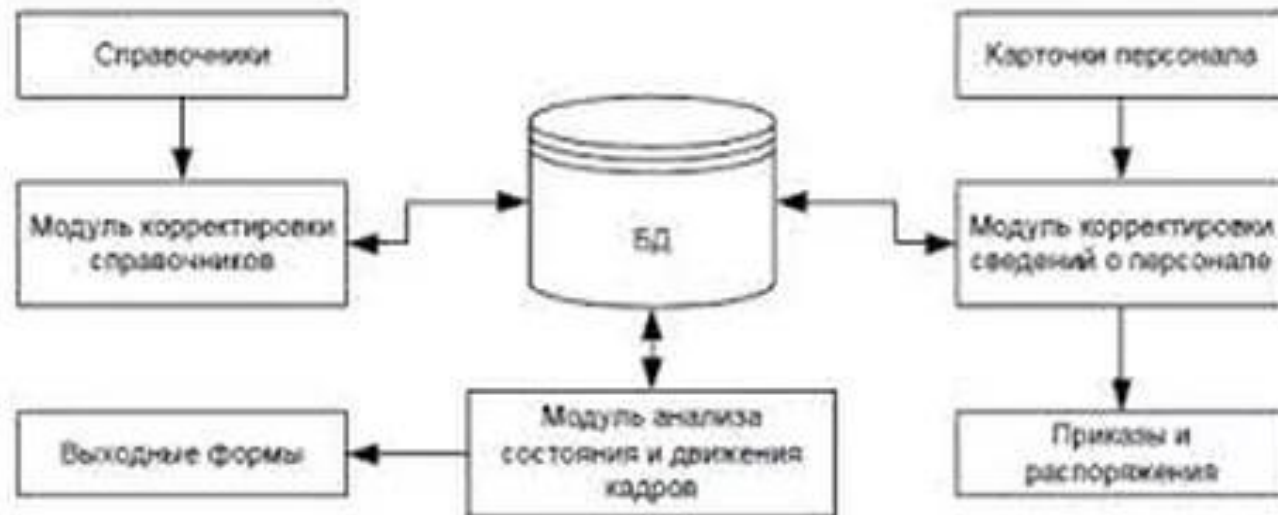 Справочники
Карточки персонала
Модуль корректировки
справочников
БД
Модуль корректировки
сведений о персонале
Выходные формы
Модуль анализа
состояния и движения
кадров
Приказы и
распоряжения